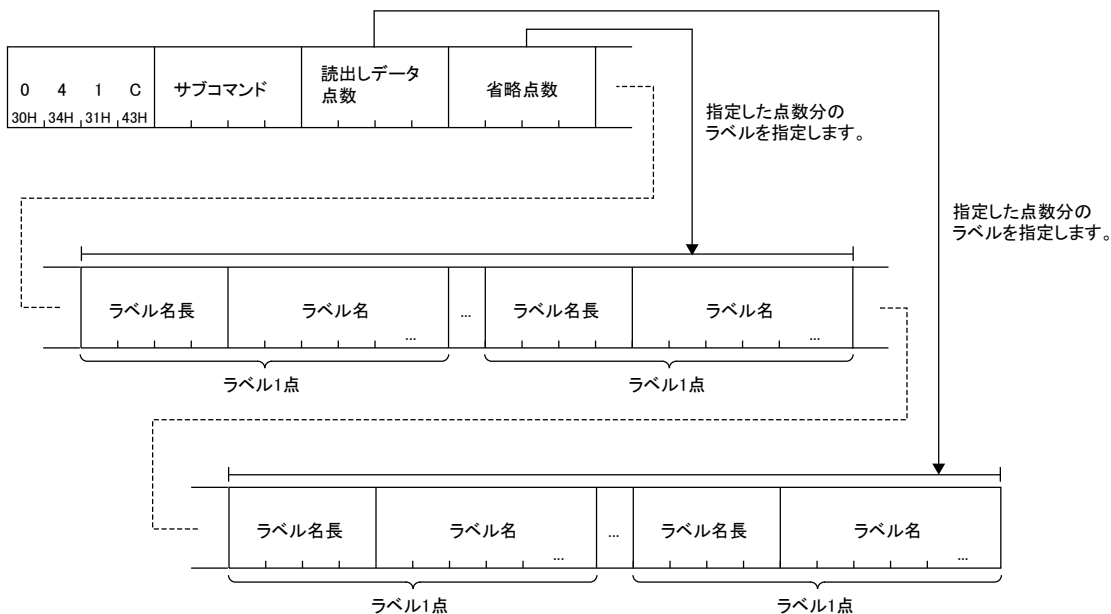 0 4 1 C
30H 34H 31H 43H
サブコマンド
読出しデータ
点数
省略点数
指定した点数分の
ラベルを指定します。
指定した点数分の
ラベルを指定します。
ラベル名長
ラベル名
...
...
ラベル名長
ラベル名
...
ラベル1点
ラベル1点
ラベル名長
ラベル名
...
...
ラベル名長
ラベル名
...
ラベル1点
ラベル1点